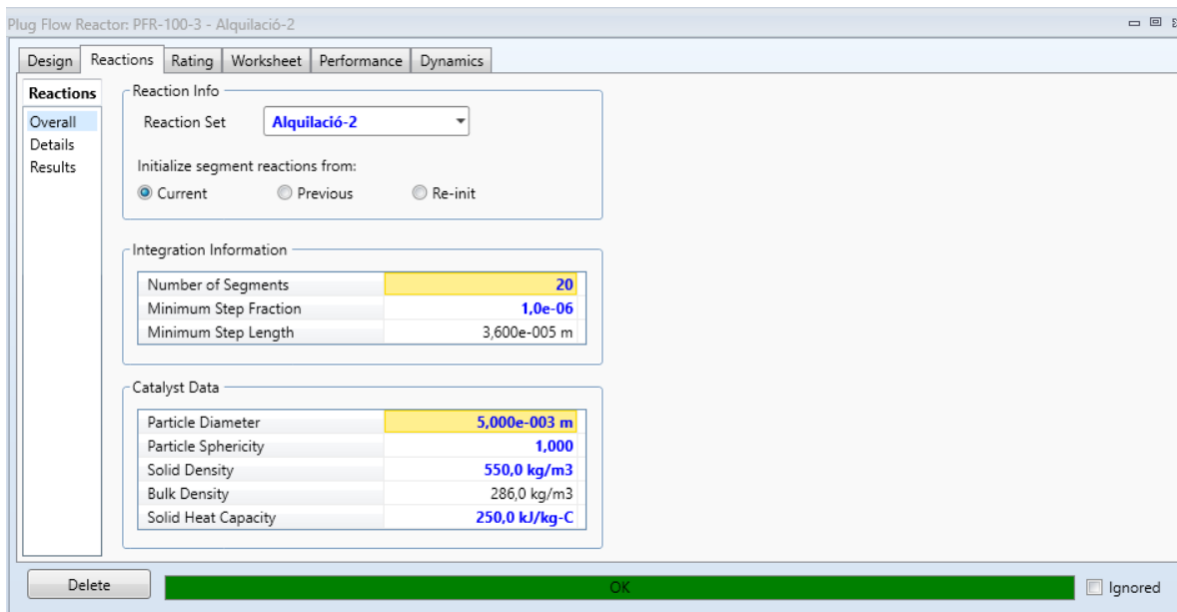 Plug Flow Reactor: PFR-100-3 - Alquilació-2
Design Reactions Rating Worksheet Performance Dynamics
Reactions
Overall
Details
Results
Reaction Info
Reaction Set Alquilació-2
Initialize segment reactions from:
Current Previous Re-init
Integration Information
Number of Segments 20
Minimum Step Fraction 1,0e-06
Minimum Step Length 3,600e-005 m
Catalyst Data
Particle Diameter 5,000e-003 m
Particle Sphericity 1,000
Solid Density 550,0 kg/m3
Bulk Density 286,0 kg/m3
Solid Heat Capacity 250,0 kJ/kg-C
Delete OK Ignored